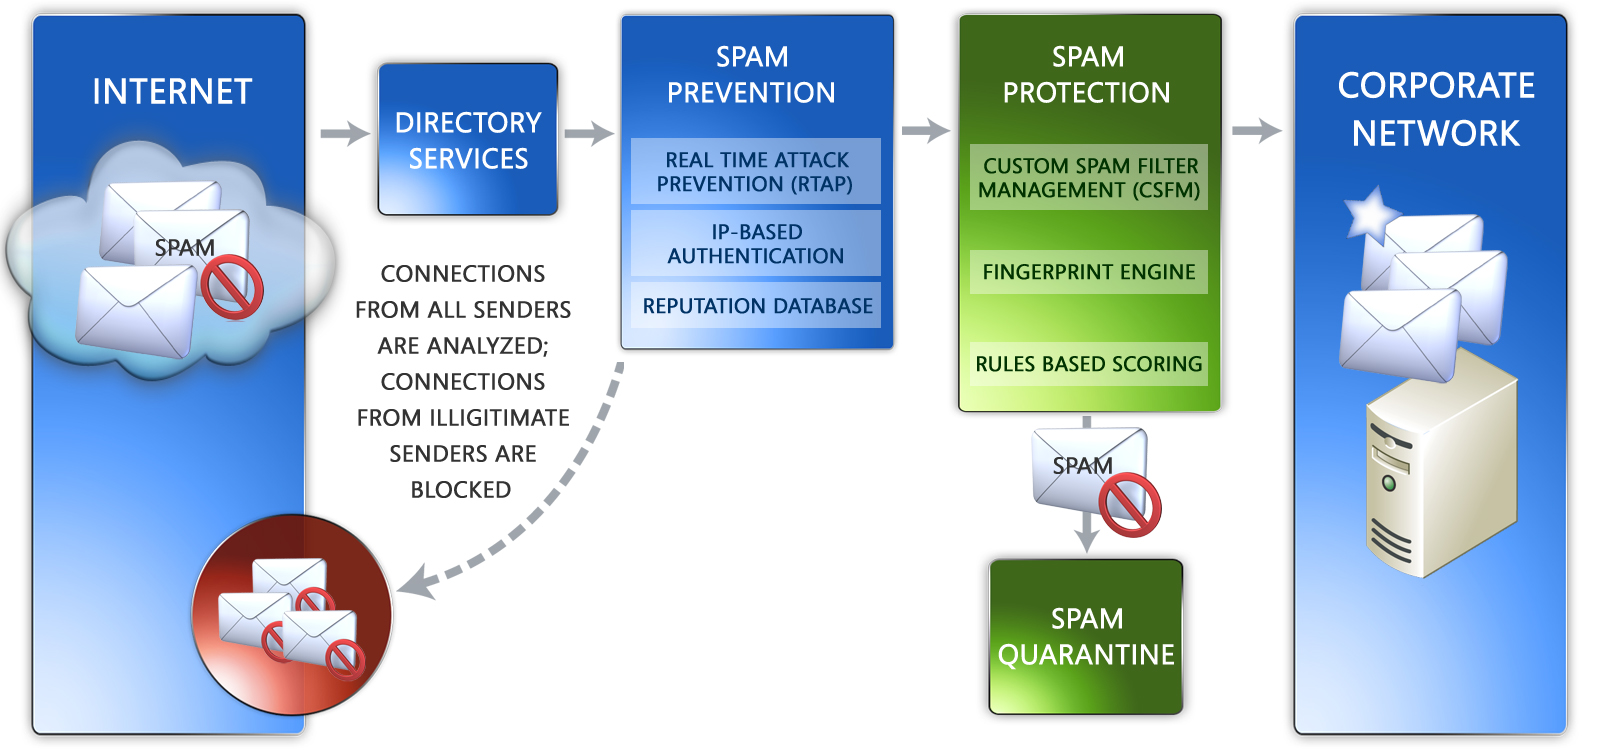 INTERNET
SPAM
DIRECTORY
SERVICES
CONNECTIONS
FROM ALL SENDERS
ARE ANALYZED;
CONNECTIONS
FROM ILLIGITIMATE
SENDERS ARE
BLOCKED
SPAM
PREVENTION
REAL TIME ATTACK
PREVENTION (RTAP)
IP-BASED
AUTHENTICATION
REPUTATION DATABASE
SPAM
PROTECTION
CUSTOM SPAM FILTER
MANAGEMENT (CSFM)
FINGERPRINT ENGINE
RULES BASED SCORING
SPAM
SPAM
QUARANTINE
CORPORATE
NETWORK